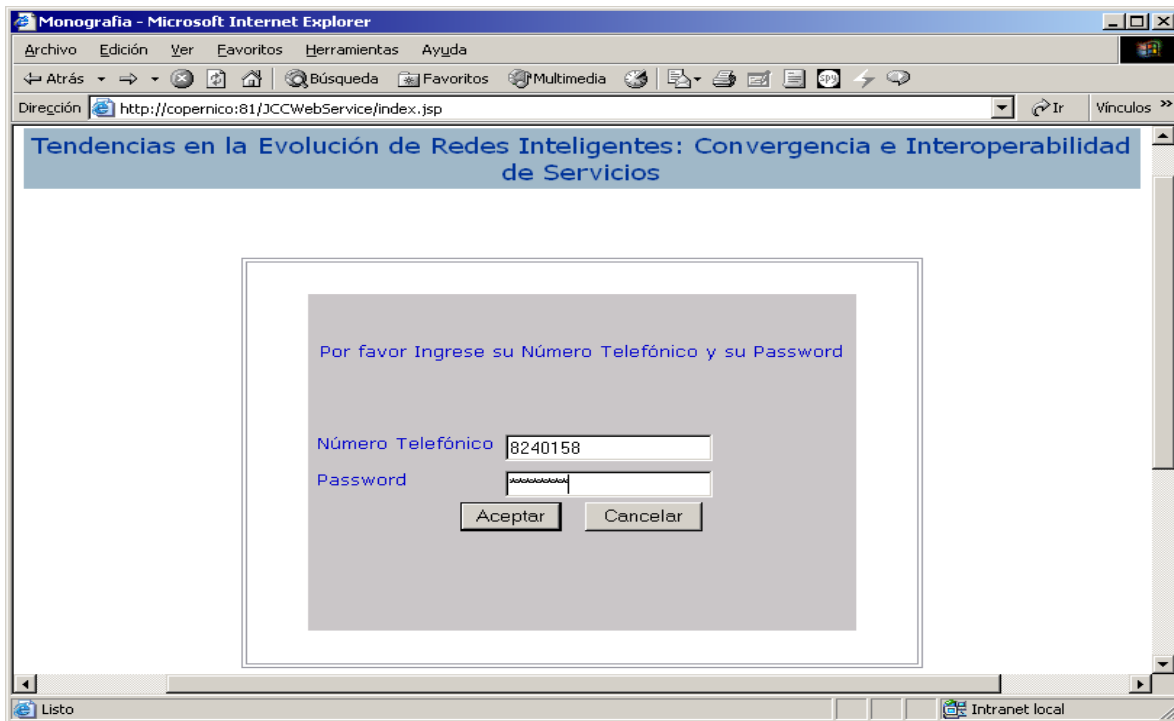 Monografia - Microsoft Internet Explorer
Archivo Edición Ver Favoritos Herramientas Ayuda
Atrás Búsqueda Favoritos Multimedia
Dirección http://copernico:81/JCCWebService/index.jsp Ir Vínculos »
Tendencias en la Evolución de Redes Inteligentes: Convergencia e Interoperabilidad
de Servicios
Por favor Ingrese su Número Telefónico y su Password
Número Telefónico 8240158
Password
Aceptar Cancelar
Listo Intranet local